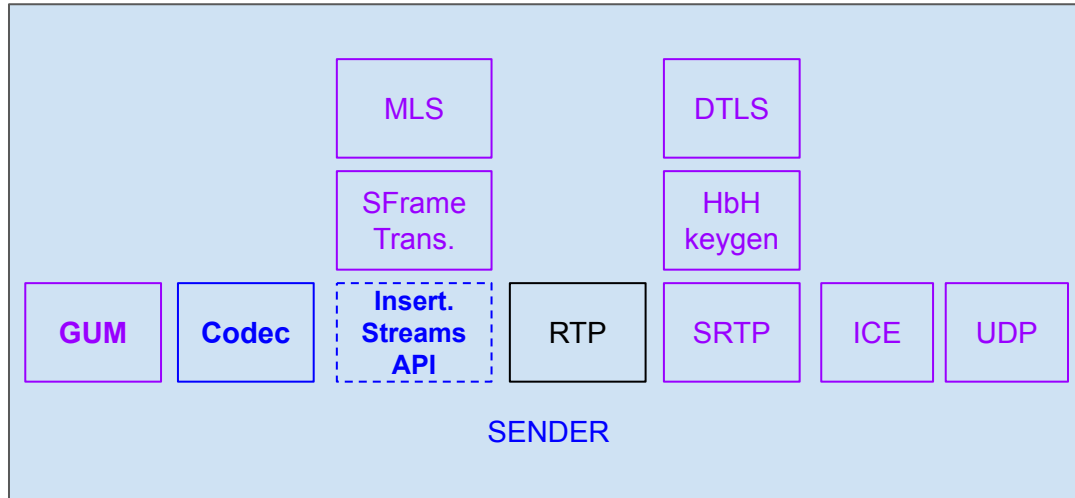 MLS
DTLS
SFrame
Trans.
HbH
keygen
GUM
Codec
Insert.
Streams
API
RTP
SRTP
ICE
UDP
SENDER